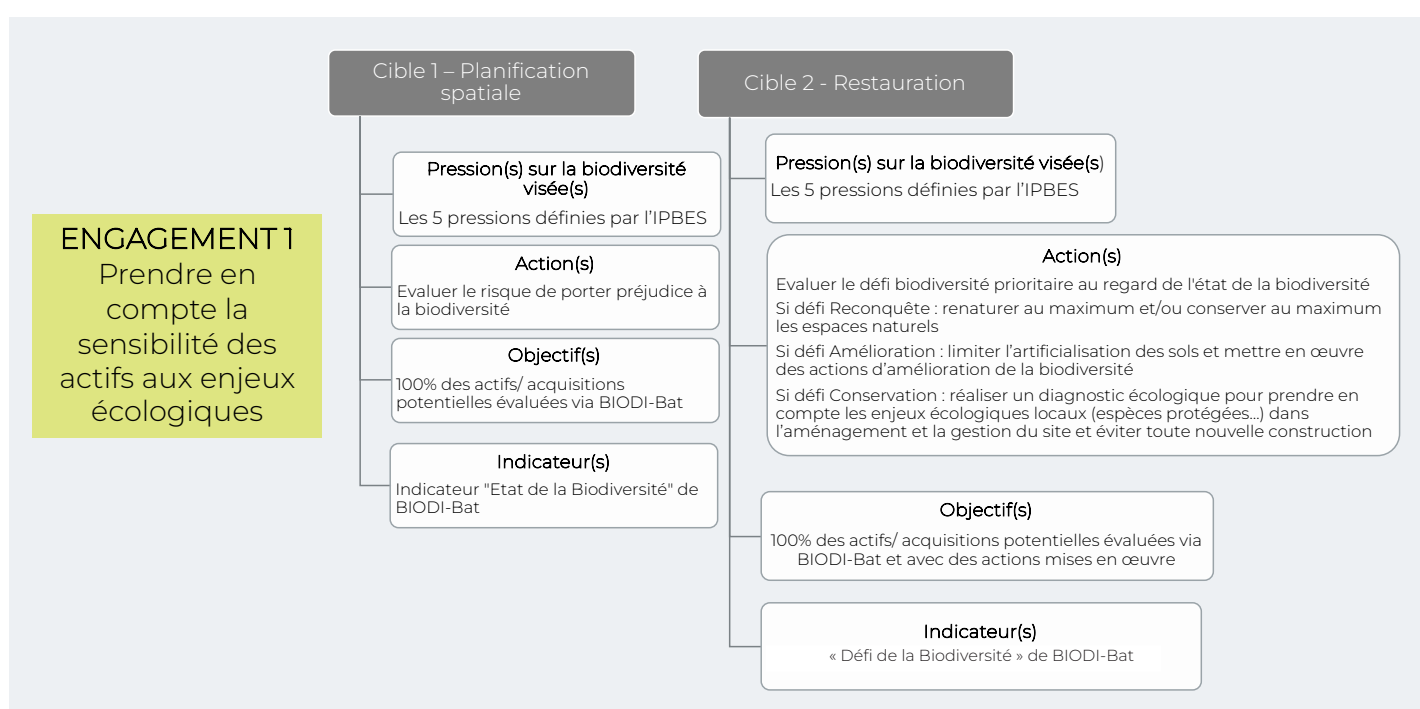 ENGAGEMENT 1
Prendre en
compte la
sensibilité des
actifs aux enjeux
écologiques
Cible 1 – Planification
spatiale
Pression(s) sur la biodiversité
visée(s)
Les 5 pressions définies par l'IPBES
Action(s)
Evaluer le risque de porter préjudice à
la biodiversité
Objectif(s)
100% des actifs/ acquisitions
potentielles évaluées via BIODI-Bat
Indicateur(s)
Indicateur "Etat de la Biodiversité" de
BIODI-Bat
Cible 2 - Restauration
Pression(s) sur la biodiversité visée(s)
Les 5 pressions définies par l'IPBES
Action(s)
Evaluer le défi biodiversité prioritaire au regard de l'état de la biodiversité
Si défi Reconquête : renaturer au maximum et/ou conserver au maximum
les espaces naturels
Si défi Amélioration : limiter l'artificialisation des sols et mettre en œuvre
des actions d'amélioration de la biodiversité
Si défi Conservation : réaliser un diagnostic écologique pour prendre en
compte les enjeux écologiques locaux (espèces protégées…) dans
l'aménagement et la gestion du site et éviter toute nouvelle construction
Objectif(s)
100% des actifs/ acquisitions potentielles évaluées via
BIODI-Bat et avec des actions mises en œuvre
Indicateur(s)
« Défi de la Biodiversité » de BIODI-Bat